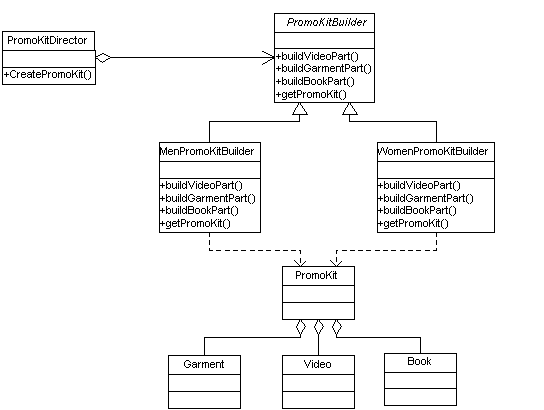 PromoKitBuilder
PromoKitDirector
+CreatePromoKit()
+buildVideoPart()
+buildGarmentPart()
+buildBookPart()
+getPromoKit()
MenPromoKitBuilder
+buildVideoPart()
+buildGarmentPart()
+buildBookPart()
+getPromoKit()
WomenPromoKitBuilder
+buildVideoPart()
+buildGarmentPart()
+buildBookPart()
+getPromoKit()
PromoKit
Garment
Video
Book